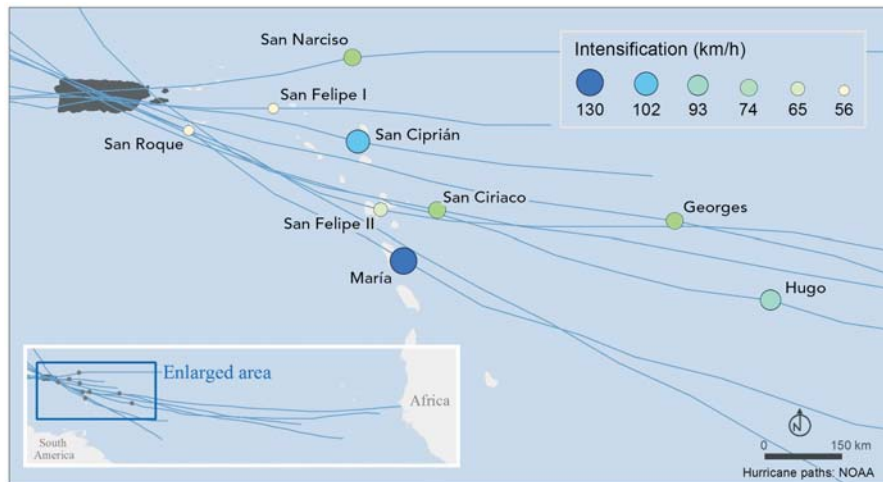 San Narciso
Intensification (km/h)
130 102 93 74 65 56
San Felipe I
San Ciprián
San Roque
San Ciriaco
Georges
San Felipe II
María
Hugo
Enlarged area
Africa
South
America
N
0 150 km
Hurricane paths: NOAA